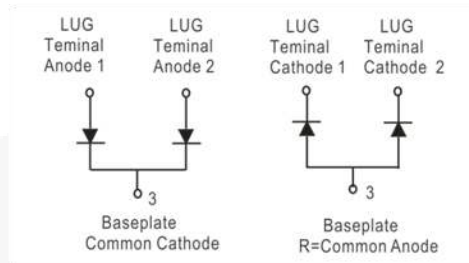 LUG
Teminal
Anode 1
LUG
Teminal
Anode 2
LUG
Teminal
Cathode 1
LUG
Teminal
Cathode 2
3
Baseplate
Common Cathode
3
Baseplate
R=Common Anode